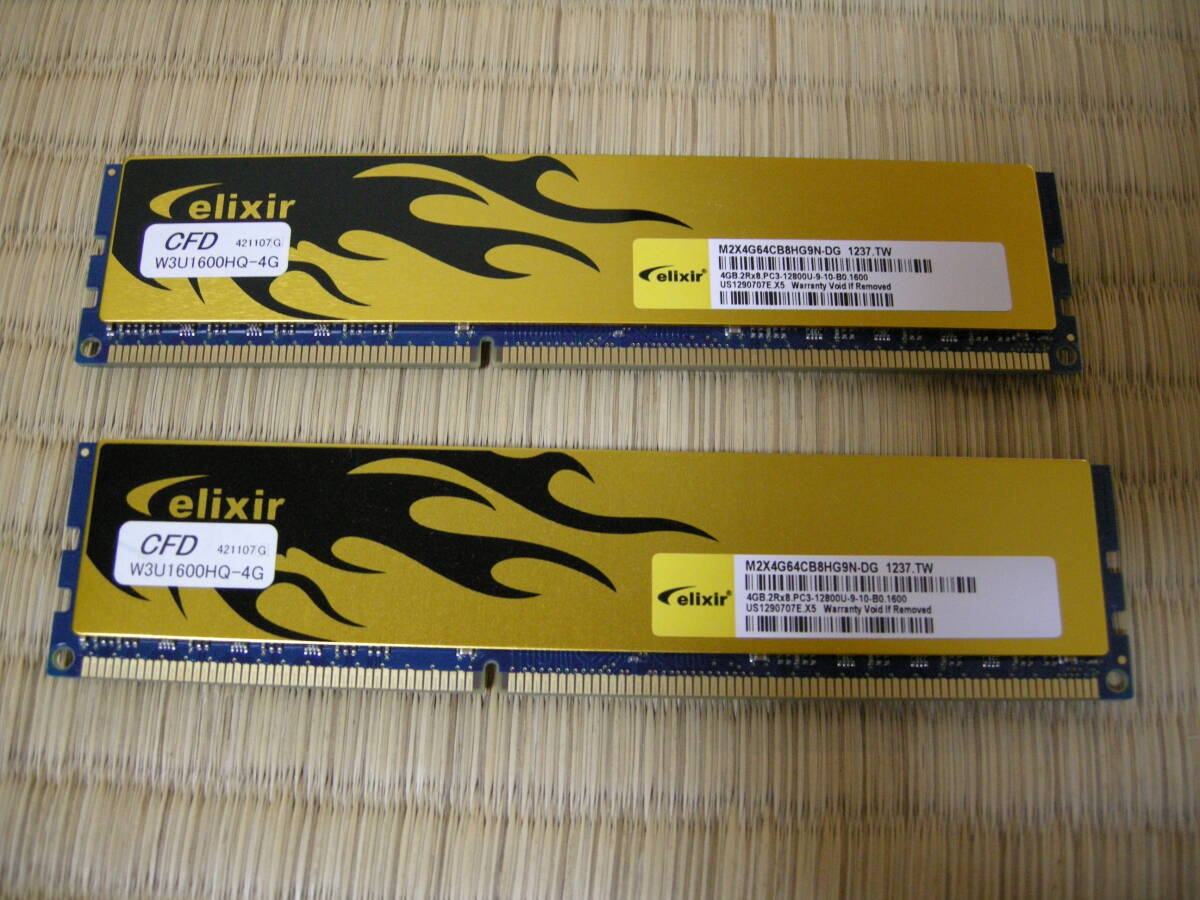 elixir
CFD 421107G
W3U1600HQ-4G
elixir
M2X4G64CB8HG9N-DG 1237.TW
4GB.2Rx8.PC3-12800U-9-10-B0.1600
US1290707E.X5 Warranty Void If Removed
elixir
CFD 421107G
W3U1600HQ-4G
elixir
M2X4G64CB8HG9N-DG 1237.TW
4GB.2Rx8.PC3-12800U-9-10-B0.1600
US1290707E.X5 Warranty Void If Removed